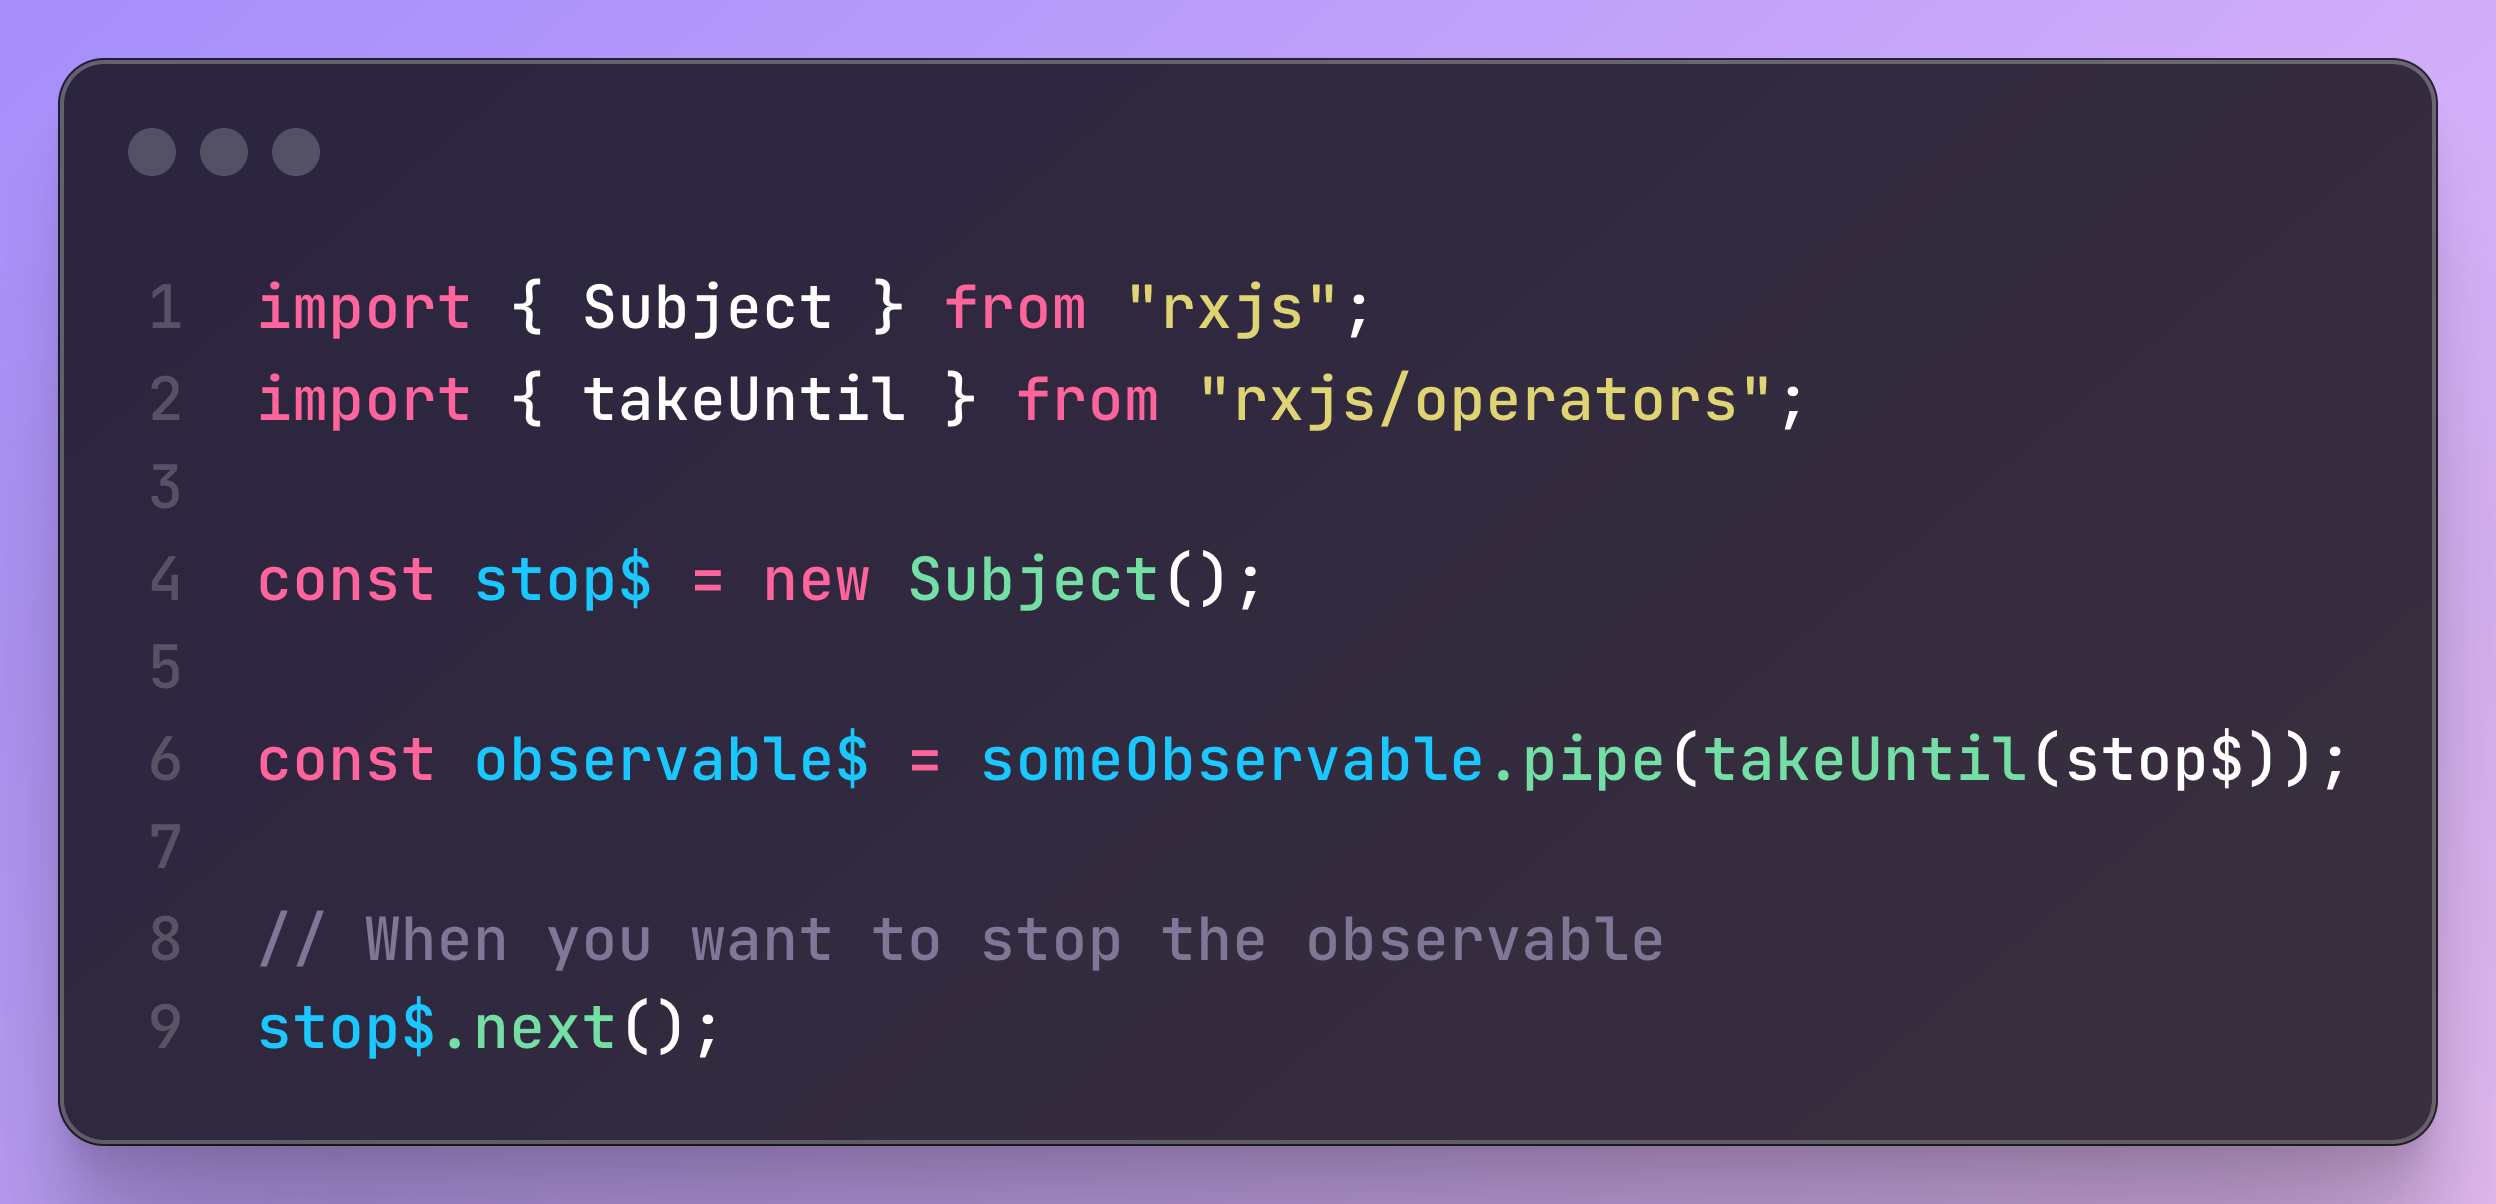 1 import { Subject } from "rxjs";
2 import { takeUntil } from "rxjs/operators";
3
4 const stop$ = new Subject();
5
6 const observable$ = someObservable.pipe(takeUntil(stop$));
7
8 // When you want to stop the observable
9 stop$.next();